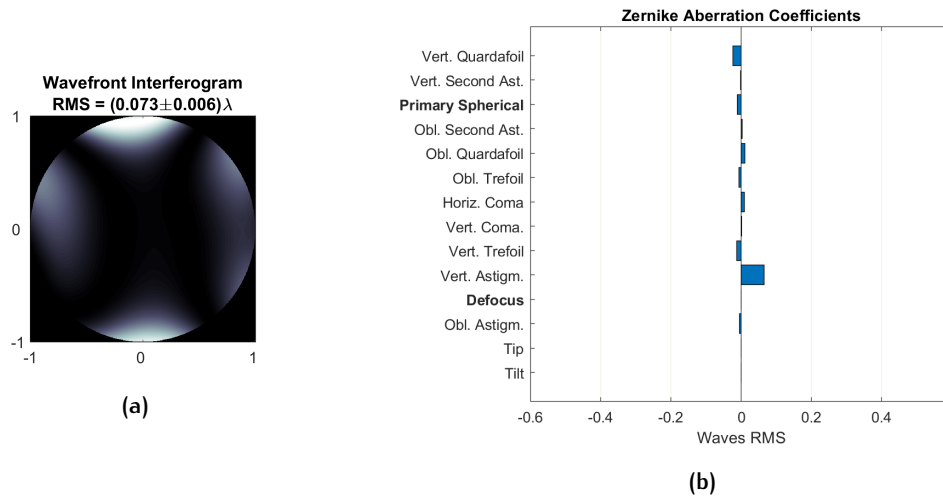 Wavefront Interferogram
RMS = (0.073±0.006)λ
1
0
-1
-1
0
1
(a)
Zernike Aberration Coefficients
Vert. Quardafoil
Vert. Second Ast.
Primary Spherical
Obl. Second Ast.
Obl. Quardafoil
Obl. Trefoil
Horiz. Coma
Vert. Coma.
Vert. Trefoil
Vert. Astigm.
Defocus
Obl. Astigm.
Tip
Tilt
-0.6 -0.4 -0.2 0 0.2 0.4
Waves RMS
(b)